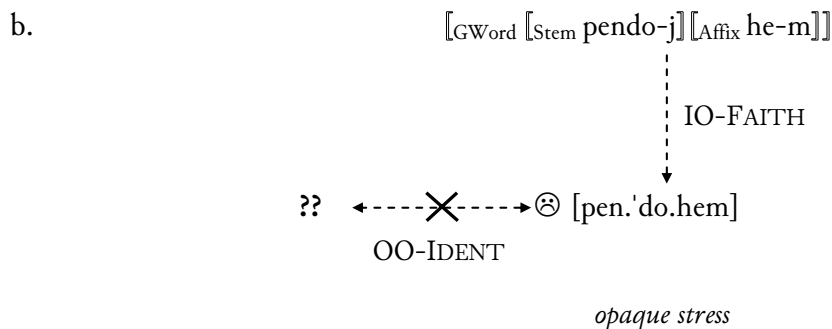 b. ⟦GWord ⟦Stem pendo-j⟧⟦Affix he-m⟧⟧
IO-FAITH
?? ☹ [pen.ˈdo.hem]
OO-IDENT
opaque stress